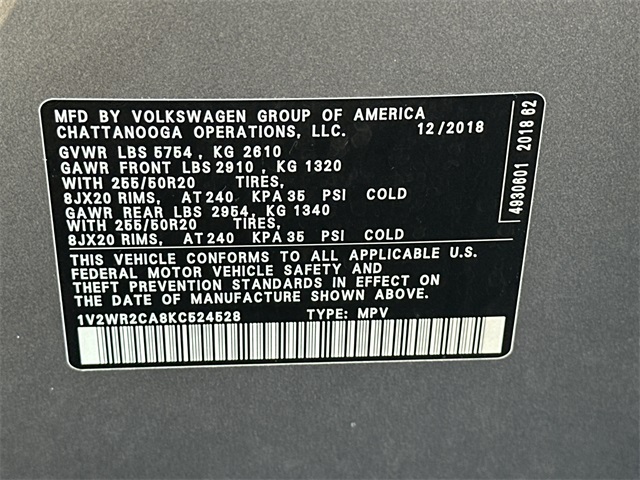 MFD BY VOLKSWAGEN GROUP OF AMERICA
CHATTANOOGA OPERATIONS, LLC. 12/2018
GVWR LBS 5754, KG 2610
GAWR FRONT LBS 2910, KG 1320
WITH 255/50R20 TIRES,
8JX20 RIMS, AT 240 KPA 35 PSI COLD
GAWR REAR LBS 2954, KG 1340
WITH 255/50R20 TIRES,
8JX20 RIMS, AT 240 KPA 35 PSI COLD
THIS VEHICLE CONFORMS TO ALL APPLICABLE U.S.
FEDERAL MOTOR VEHICLE SAFETY AND
THEFT PREVENTION STANDARDS IN EFFECT ON
THE DATE OF MANUFACTURE SHOWN ABOVE.
1V2WR2CA8KC524528 TYPE: MPV
4930601 2018 62